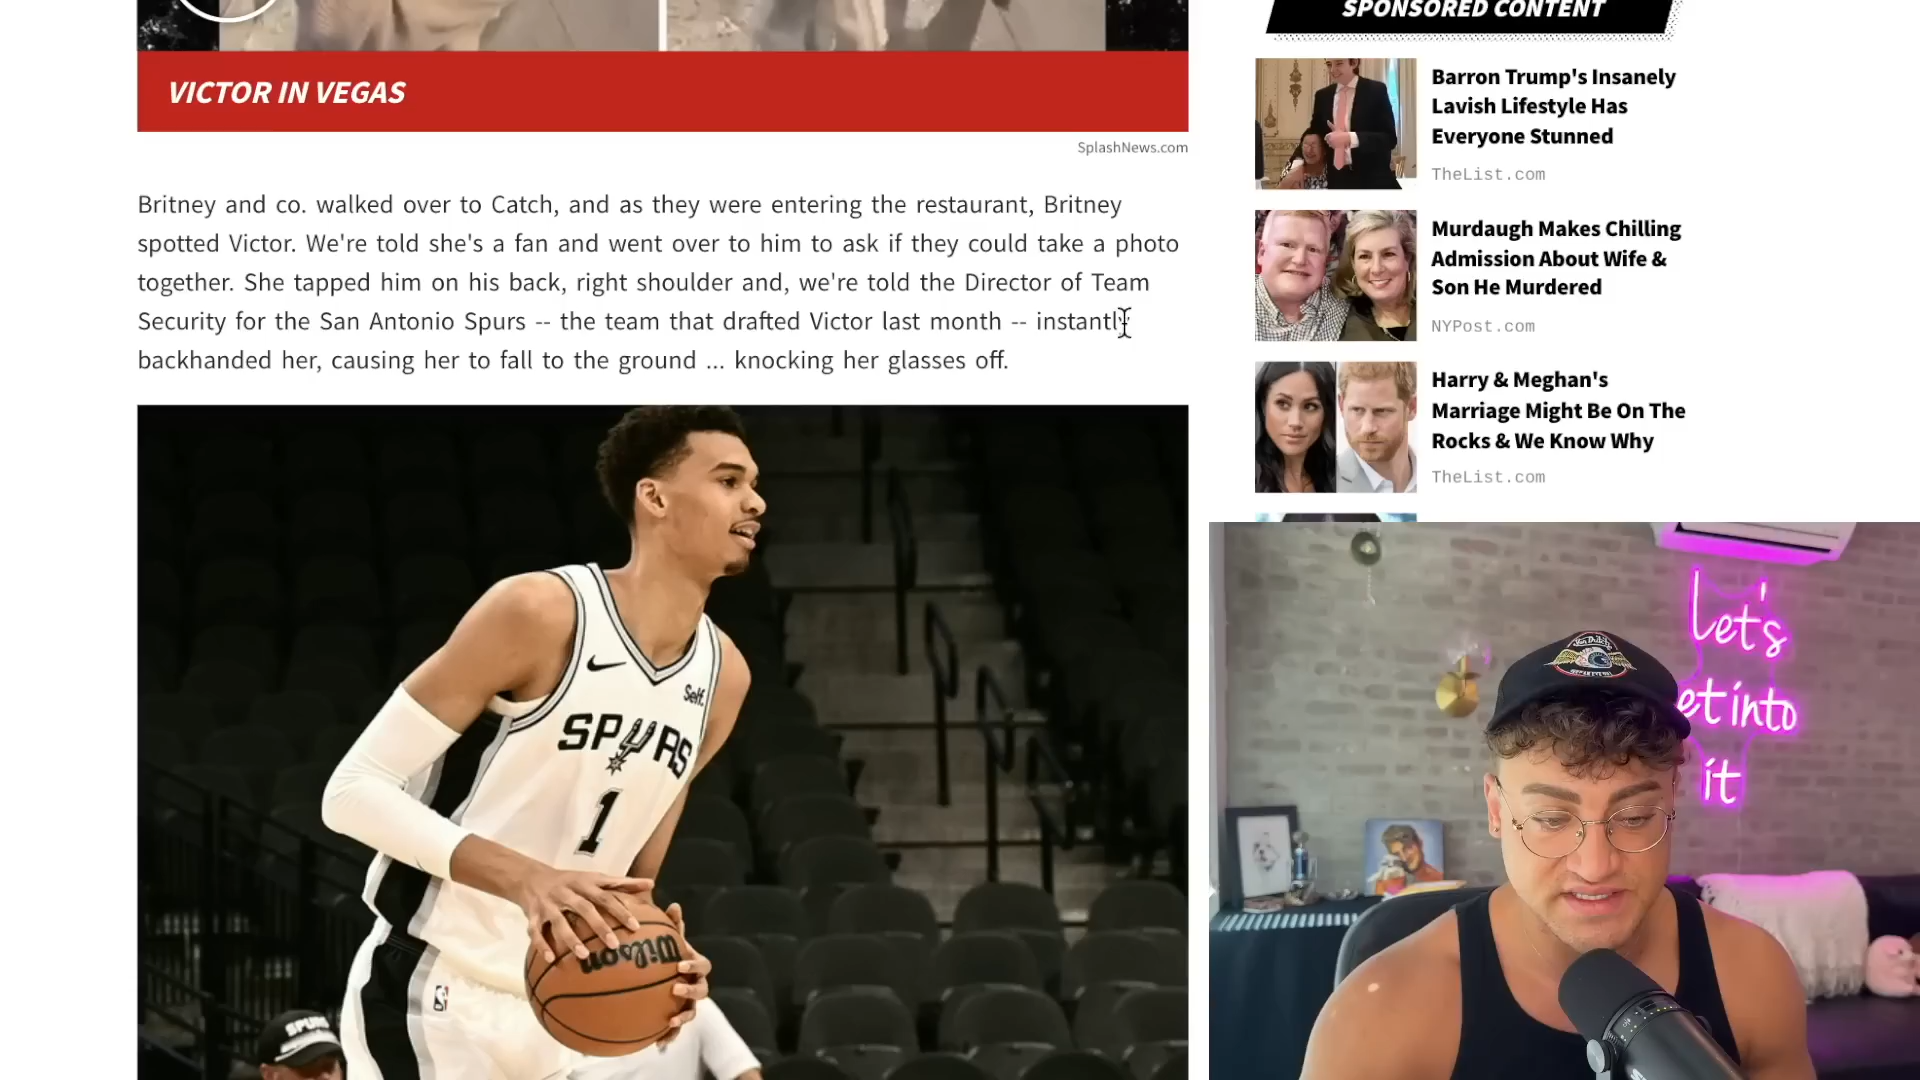 SPONSORED CONTENT
VICTOR IN VEGAS
SplashNews.com
Britney and co. walked over to Catch, and as they were entering the restaurant, Britney
spotted Victor. We're told she's a fan and went over to him to ask if they could take a photo
together. She tapped him on his back, right shoulder and, we're told the Director of Team
Security for the San Antonio Spurs -- the team that drafted Victor last month -- instantly
backhanded her, causing her to fall to the ground ... knocking her glasses off.
Barron Trump's Insanely
Lavish Lifestyle Has
Everyone Stunned
TheList.com
Murdaugh Makes Chilling
Admission About Wife &
Son He Murdered
NYPost.com
Harry & Meghan's
Marriage Might Be On The
Rocks & We Know Why
TheList.com
Self.
SPURS
1
Wilson
SPURS
Let's
et into
it
Von Dutch